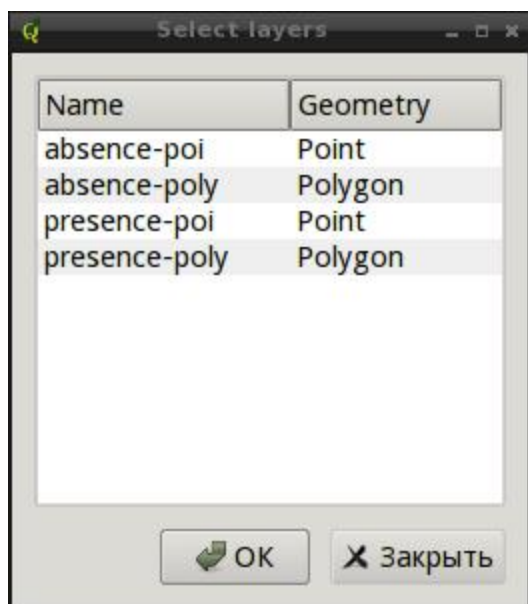 Select layers
Name Geometry
absence-poi Point
absence-poly Polygon
presence-poi Point
presence-poly Polygon
OK Закрыть